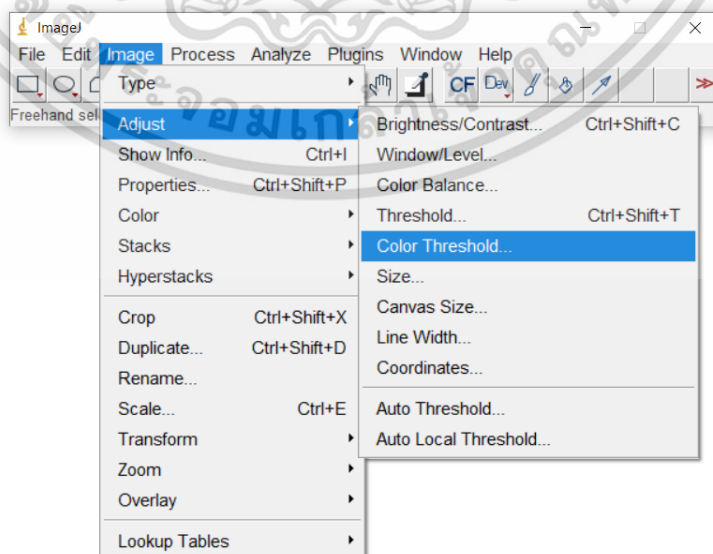 ImageJ
File Edit Image Process Analyze Plugins Window Help
CF Dev
Freehand sel
Type
Adjust
Show Info... Ctrl+I
Properties... Ctrl+Shift+P
Color
Stacks
Hyperstacks
Crop Ctrl+Shift+X
Duplicate... Ctrl+Shift+D
Rename...
Scale... Ctrl+E
Transform
Zoom
Overlay
Lookup Tables
Brightness/Contrast... Ctrl+Shift+C
Window/Level...
Color Balance...
Threshold... Ctrl+Shift+T
Color Threshold...
Size...
Canvas Size...
Line Width...
Coordinates...
Auto Threshold...
Auto Local Threshold...